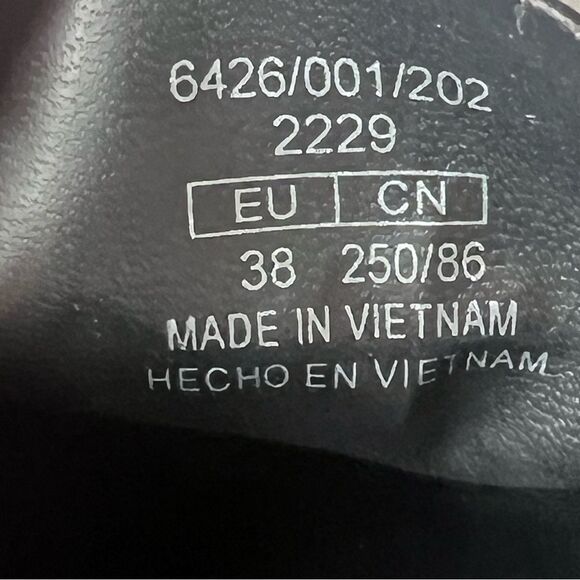 6426/001/202
2229
EU CN
38 250/86
MADE IN VIETNAM
HECHO EN VIETNAM